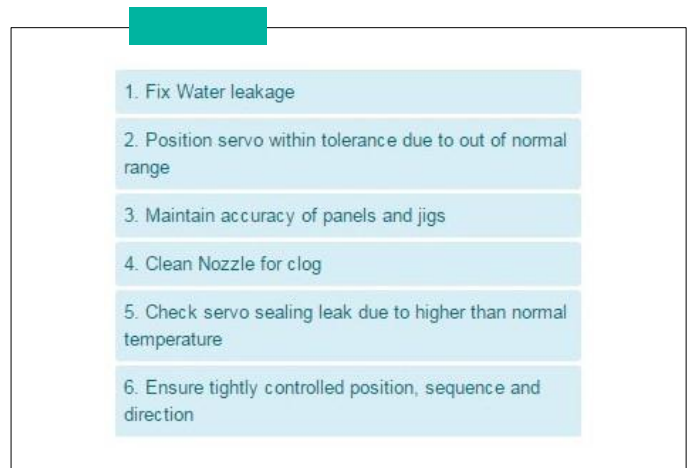 1. Fix Water leakage
2. Position servo within tolerance due to out of normal
range
3. Maintain accuracy of panels and jigs
4. Clean Nozzle for clog
5. Check servo sealing leak due to higher than normal
temperature
6. Ensure tightly controlled position, sequence and
direction